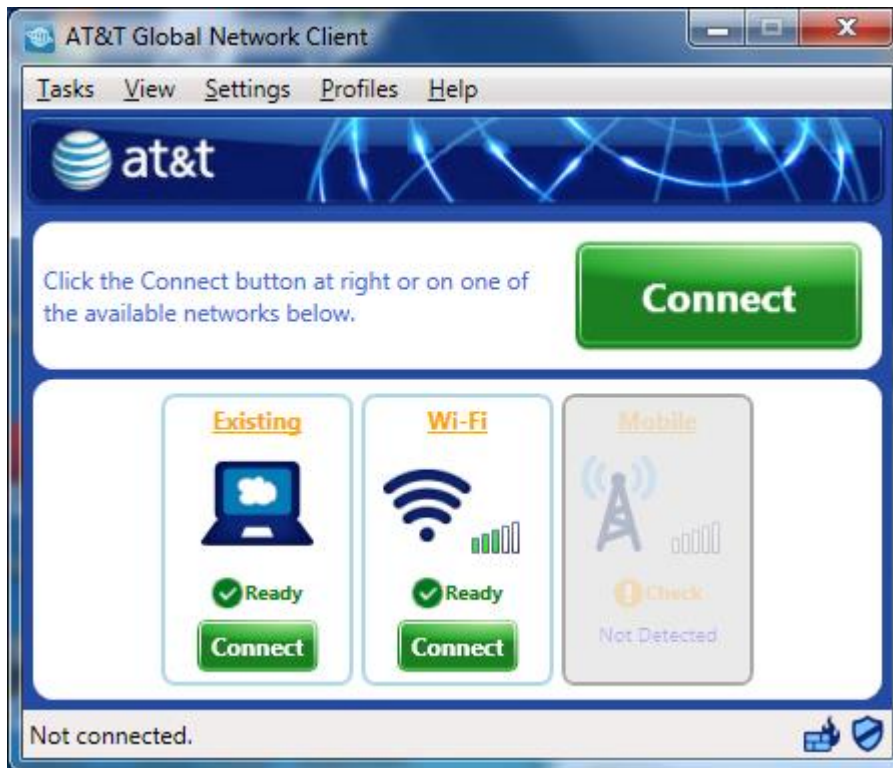 AT&T Global Network Client
Tasks View Settings Profiles Help
at&t
Click the Connect button at right or on one of
the available networks below.
Connect
Existing
Wi-Fi
Mobile
Ready
Ready
Check
Connect
Connect
Not Detected
Not connected.